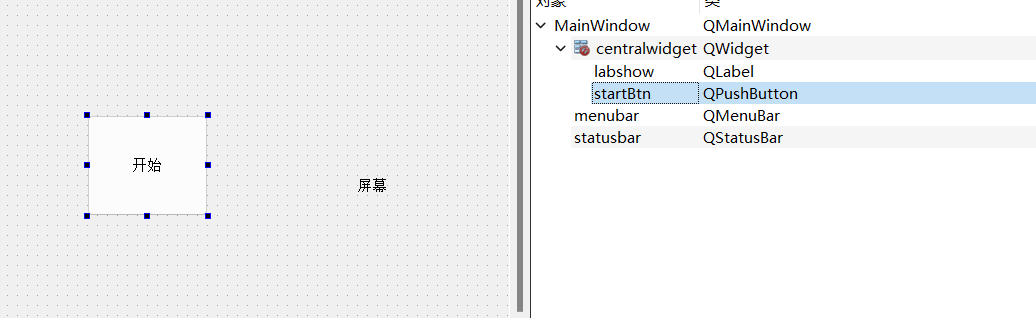 对象 类
MainWindow QMainWindow
centralwidget QWidget
labshow QLabel
startBtn QPushButton
menubar QMenuBar
statusbar QStatusBar
开始
屏幕